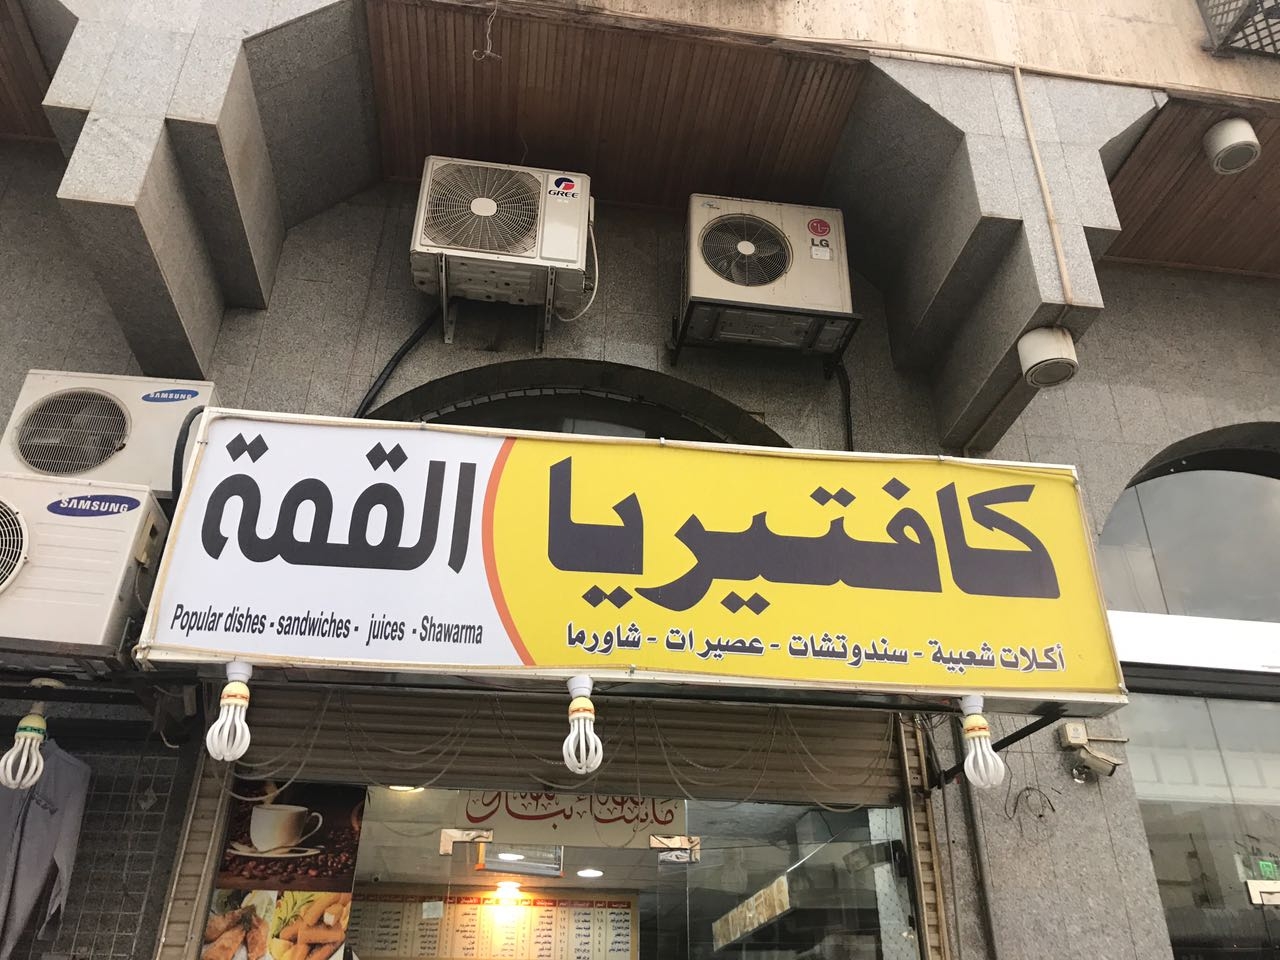 GREE
LG
SAMSUNG
SAMSUNG
كافتيريا القمة
أكلات شعبية - سندوتشات - عصيرات - شاورما
Popular dishes - sandwiches - juices - Shawarma